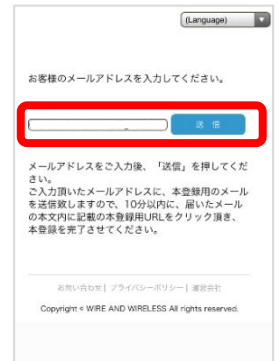 (Language)
お客様のメールアドレスを入力してください。
送 信
メールアドレスをご入力後、「送信」を押してくだ
さい。
ご入力頂いたメールアドレスに、本登録用のメール
を送信致しますので、10分以内に、届いたメール
の本文内に記載の本登録用URLをクリック頂き、
本登録を完了させてください。
お問い合わせ | プライバシーポリシー | 運営会社
Copyright © WIRE AND WIRELESS All rights reserved.